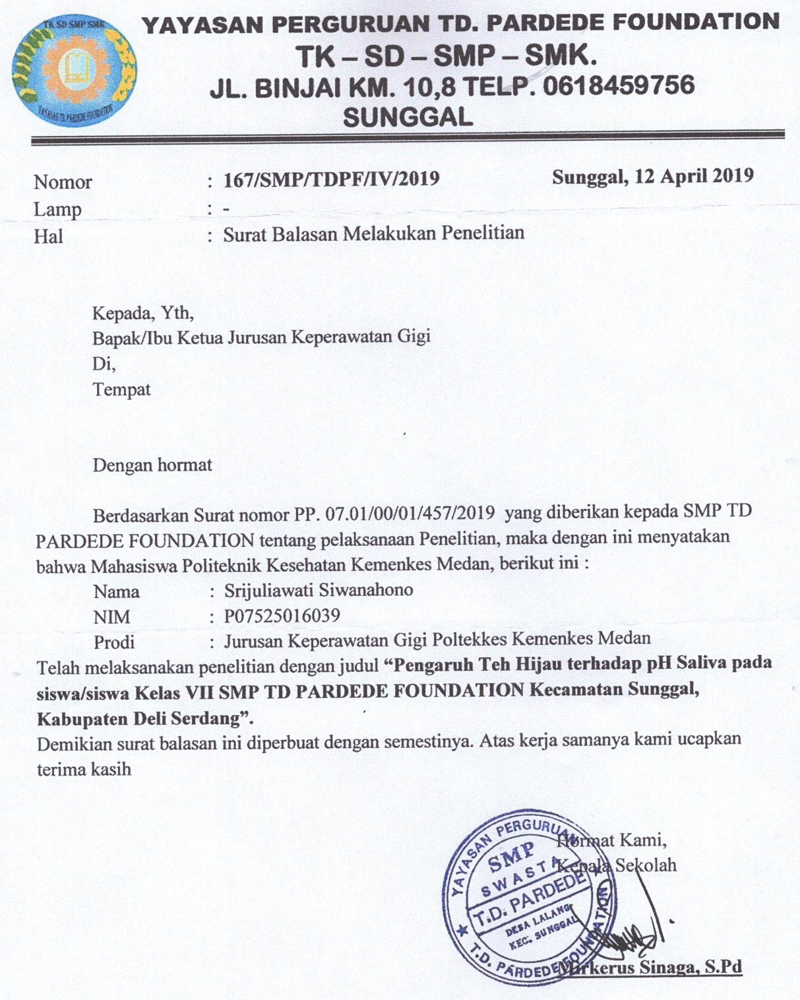 TK SD SMP SMK
YAYASAN TD. PARDEDE FOUNDATION
YAYASAN PERGURUAN TD. PARDEDE FOUNDATION
TK – SD – SMP – SMK.
JL. BINJAI KM. 10,8 TELP. 0618459756
SUNGGAL
Nomor : 167/SMP/TDPF/IV/2019 Sunggal, 12 April 2019
Lamp : -
Hal : Surat Balasan Melakukan Penelitian
Kepada, Yth,
Bapak/Ibu Ketua Jurusan Keperawatan Gigi
Di,
Tempat
Dengan hormat
Berdasarkan Surat nomor PP. 07.01/00/01/457/2019 yang diberikan kepada SMP TD
PARDEDE FOUNDATION tentang pelaksanaan Penelitian, maka dengan ini menyatakan
bahwa Mahasiswa Politeknik Kesehatan Kemenkes Medan, berikut ini :
Nama : Srijuliawati Siwanahono
NIM : P07525016039
Prodi : Jurusan Keperawatan Gigi Poltekkes Kemenkes Medan
Telah melaksanakan penelitian dengan judul “Pengaruh Teh Hijau terhadap pH Saliva pada
siswa/siswa Kelas VII SMP TD PARDEDE FOUNDATION Kecamatan Sunggal,
Kabupaten Deli Serdang”.
Demikian surat balasan ini diperbuat dengan semestinya. Atas kerja samanya kami ucapkan
terima kasih
Hormat Kami,
Kepala Sekolah
YAYASAN PERGURUAN
SMP
SWASTA
T.D. PARDEDE
DESA LALANG
KEC. SUNGGAL
T.D. PARDEDE FOUNDATION
Mirkerus Sinaga, S.Pd